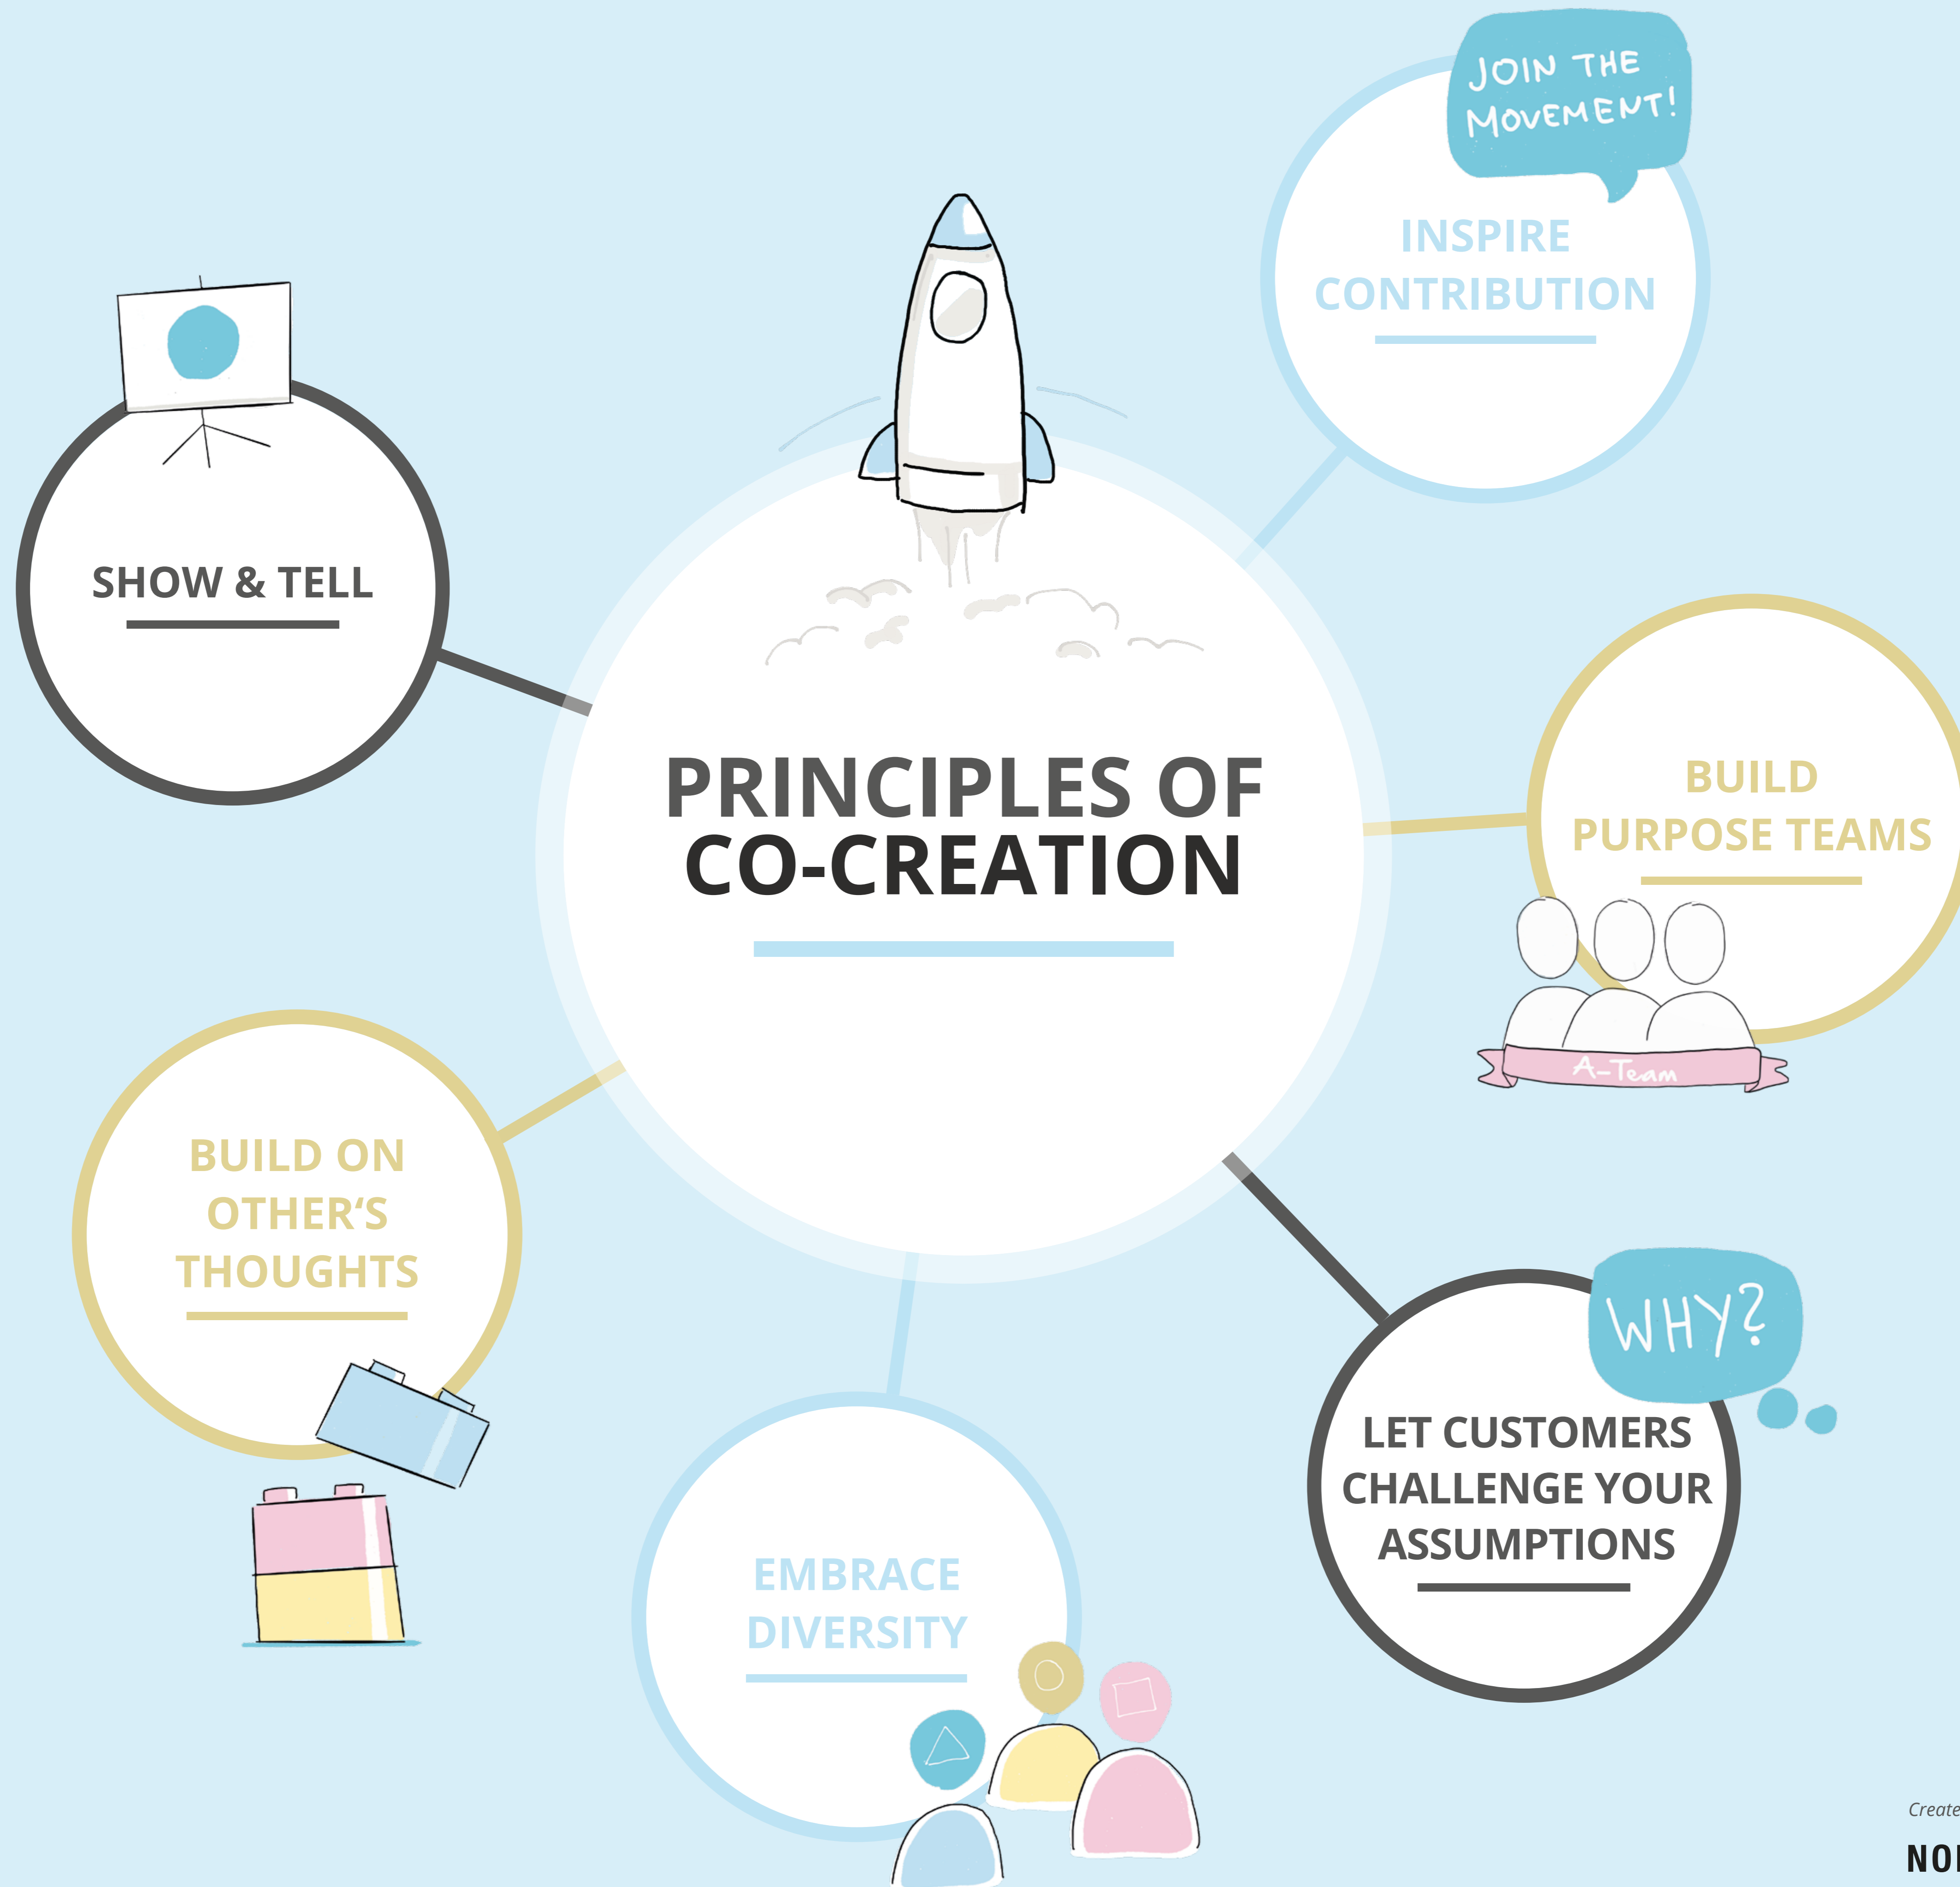 JOIN THE
MOVEMENT!
INSPIRE
CONTRIBUTION
SHOW & TELL
PRINCIPLES OF
CO-CREATION
BUILD
PURPOSE TEAMS
A-Team
BUILD ON
OTHER‘S
THOUGHTS
WHY?
LET CUSTOMERS
CHALLENGE YOUR
ASSUMPTIONS
EMBRACE
DIVERSITY